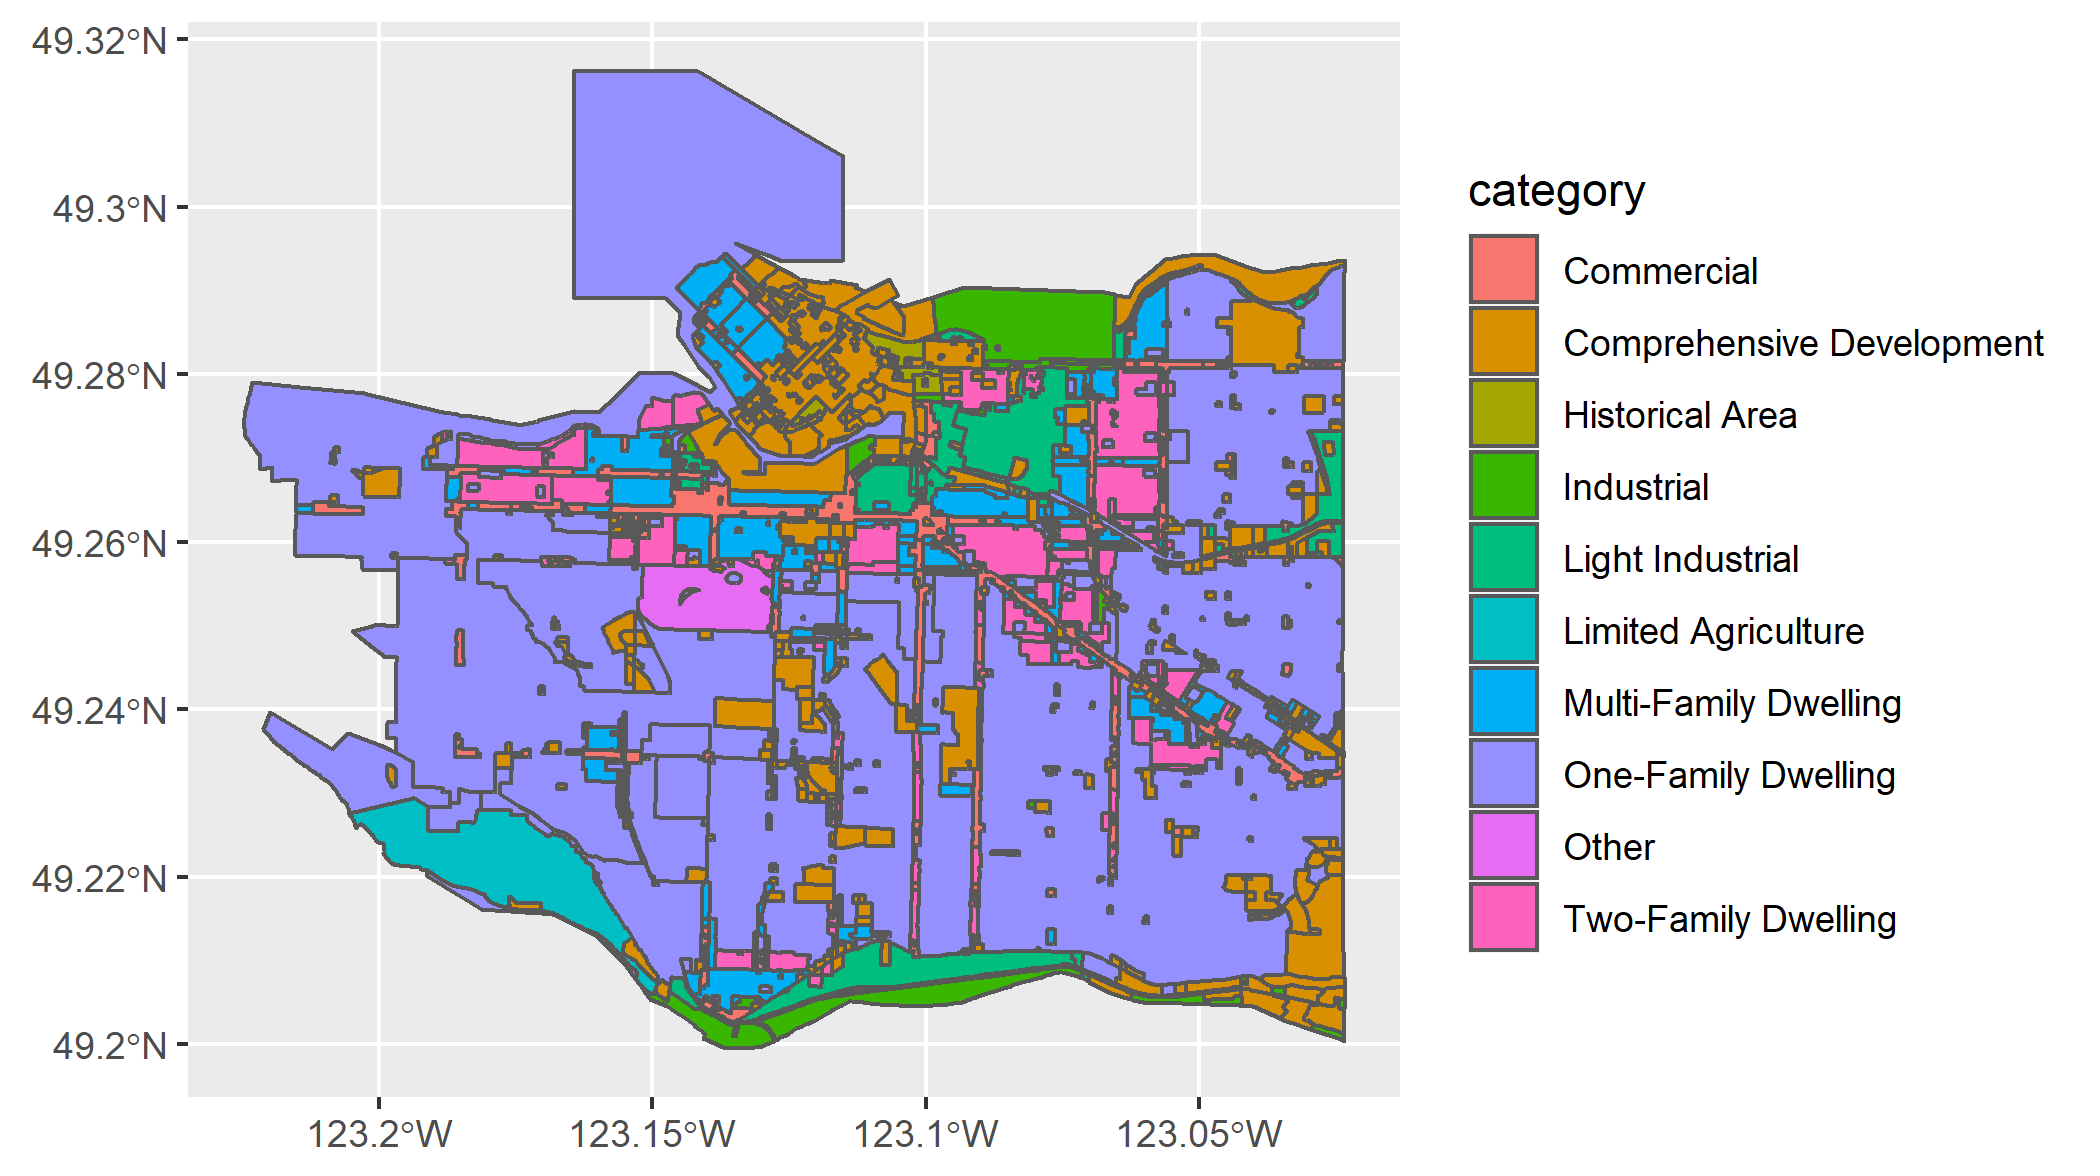 49.32°N
49.3°N
49.28°N
49.26°N
49.24°N
49.22°N
49.2°N
123.2°W
123.15°W
123.1°W
123.05°W
category
Commercial
Comprehensive Development
Historical Area
Industrial
Light Industrial
Limited Agriculture
Multi-Family Dwelling
One-Family Dwelling
Other
Two-Family Dwelling